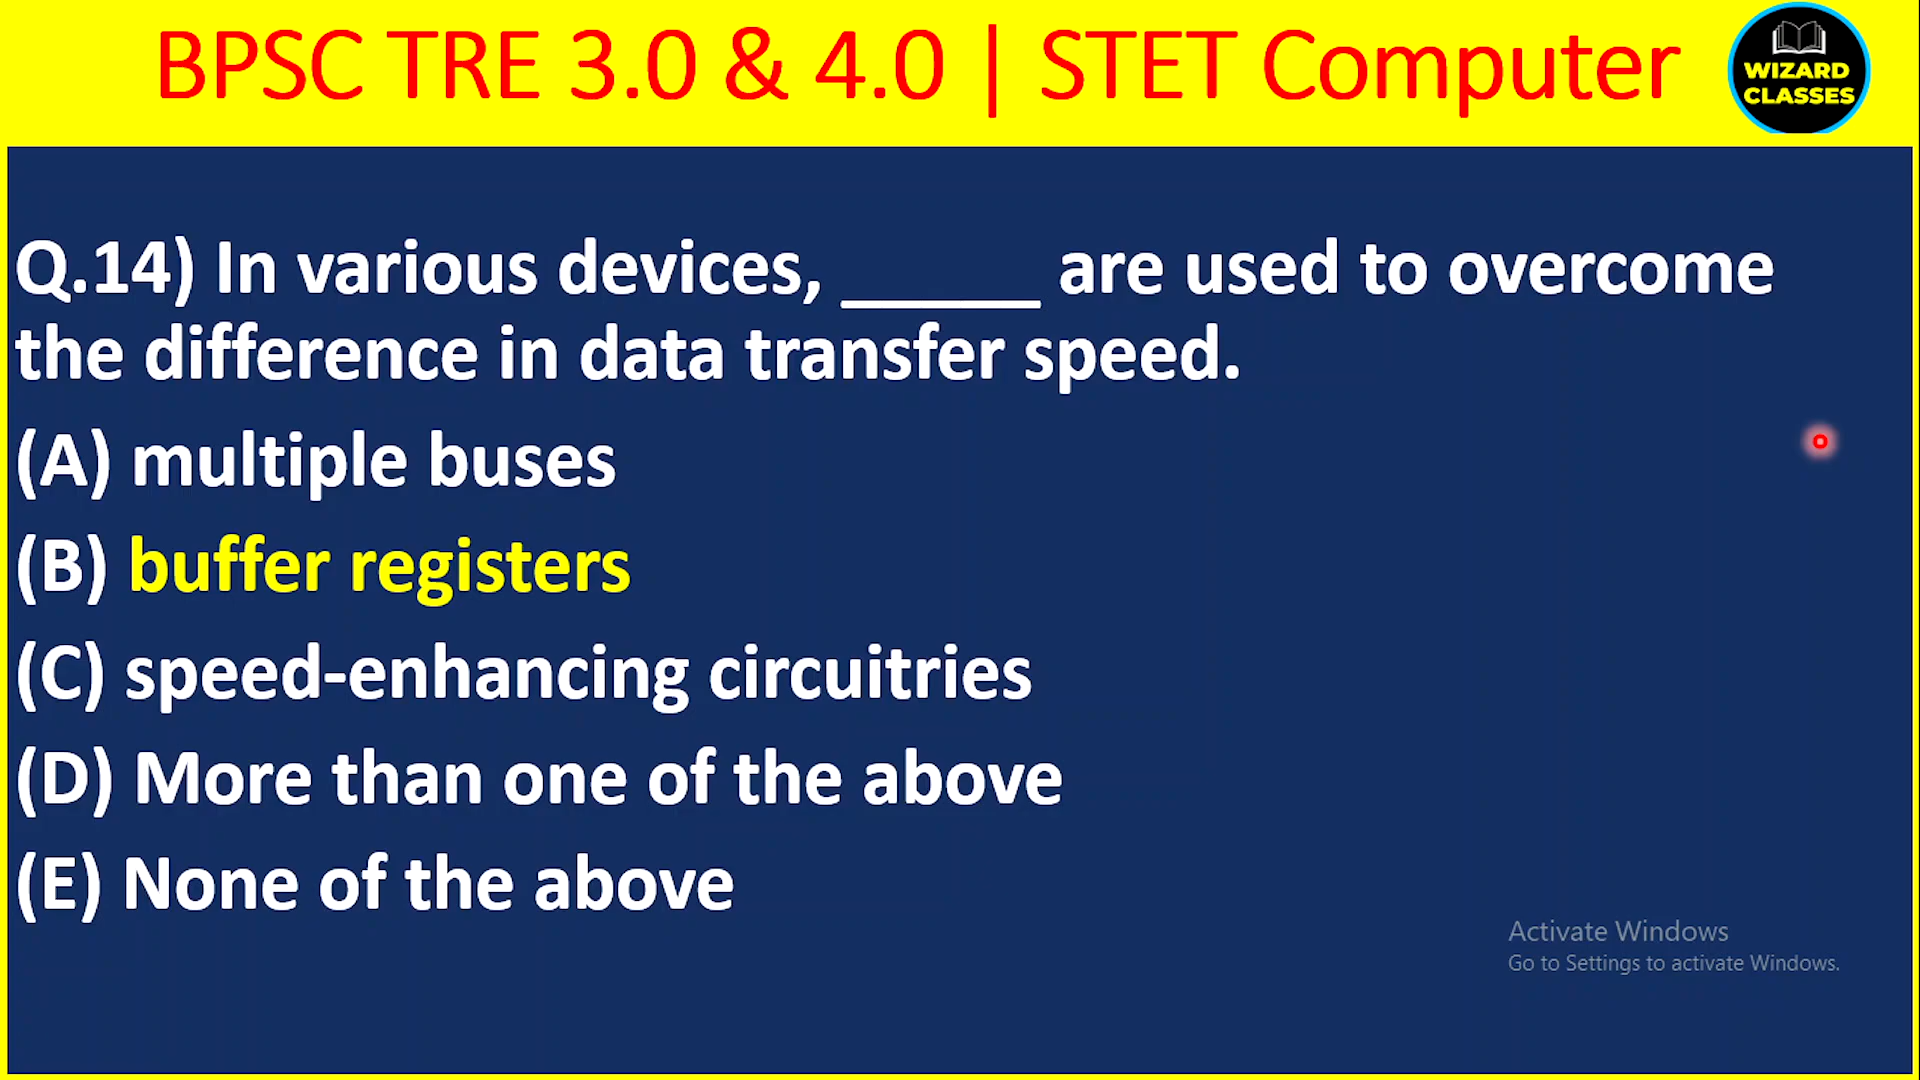 BPSC TRE 3.0 & 4.0 | STET Computer
WIZARD
CLASSES
Q.14) In various devices, _____ are used to overcome
the difference in data transfer speed.
(A) multiple buses
(B) buffer registers
(C) speed-enhancing circuitries
(D) More than one of the above
(E) None of the above
Activate Windows
Go to Settings to activate Windows.